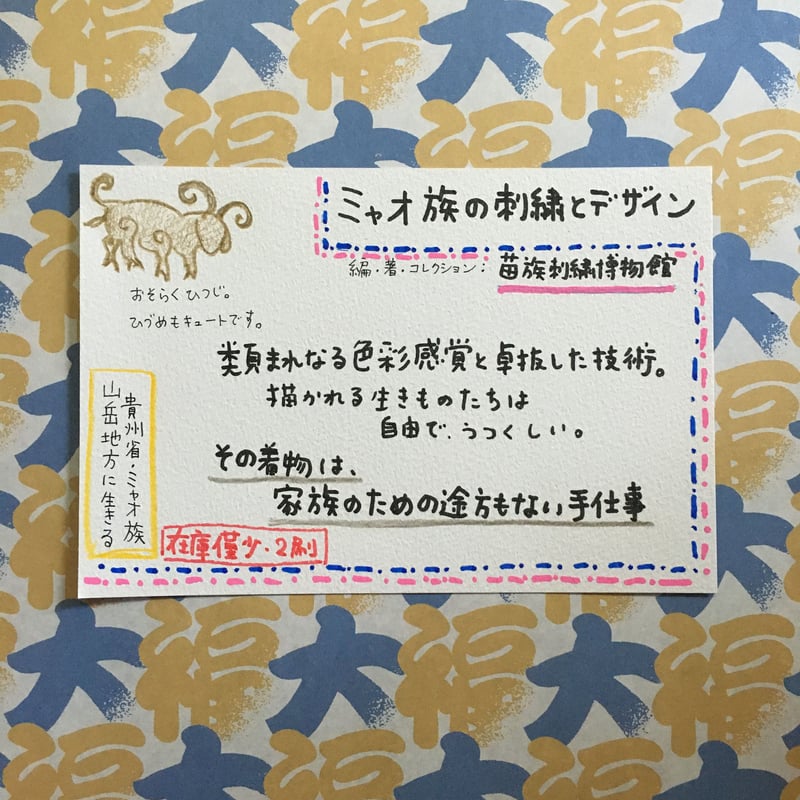 ミャオ族の刺繍とデザイン
編・著・コレクション：苗族刺繍博物館
おそらくひつじ。
ひづめもキュートです。
類まれなる色彩感覚と卓抜した技術。
描かれる生きものたちは
自由で、うつくしい。
その着物は、
家族のための途方もない手仕事
貴州省・ミャオ族
山岳地方に生きる
在庫僅少・2刷
大福